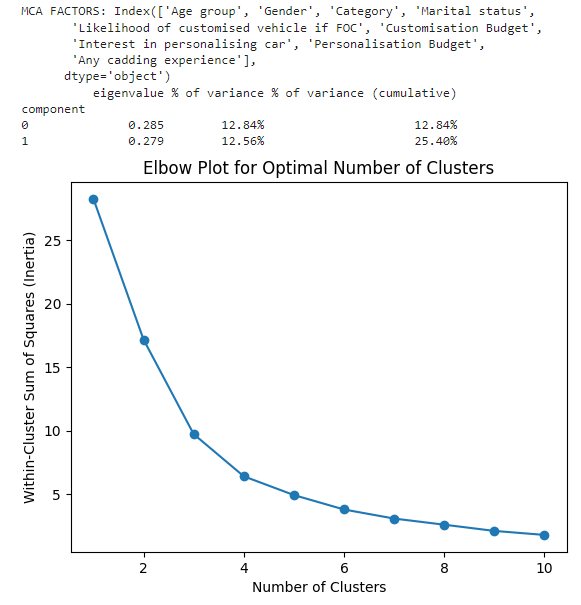 MCA FACTORS: Index(['Age group', 'Gender', 'Category', 'Marital status',
'Likelihood of customised vehicle if FOC', 'Customisation Budget',
'Interest in personalising car', 'Personalisation Budget',
'Any cadding experience'],
dtype='object')
eigenvalue % of variance % of variance (cumulative)
component
0 0.285 12.84% 12.84%
1 0.279 12.56% 25.40%
Elbow Plot for Optimal Number of Clusters
Within-Cluster Sum of Squares (Inertia)
25
20
15
10
5
2 4 6 8 10
Number of Clusters